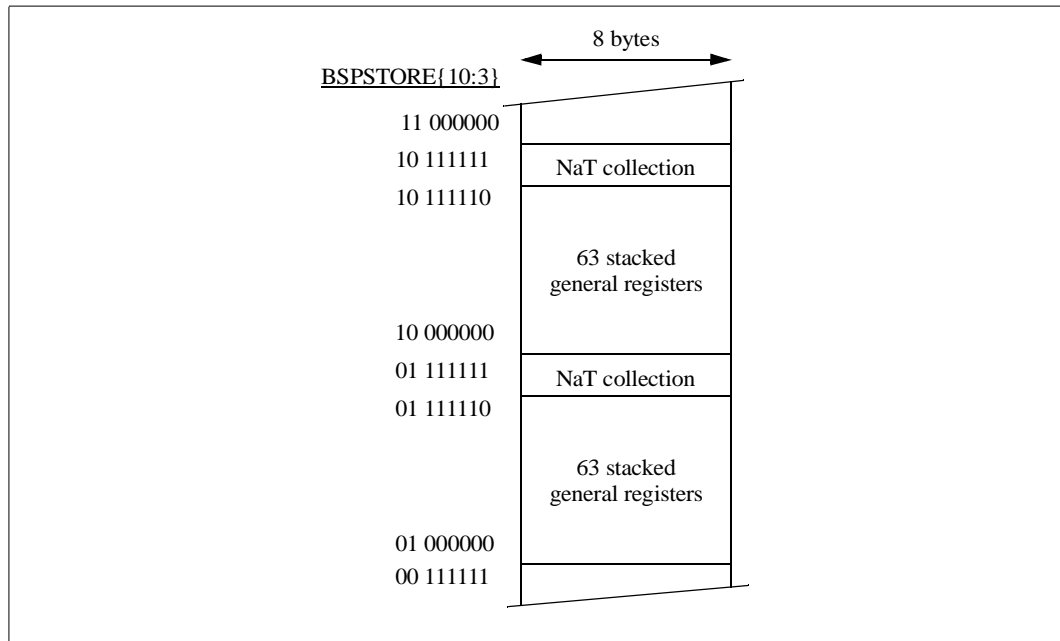 8 bytes
BSPSTORE{10:3}
11 000000
10 111111
NaT collection
10 111110
63 stacked
general registers
10 000000
01 111111
NaT collection
01 111110
63 stacked
general registers
01 000000
00 111111